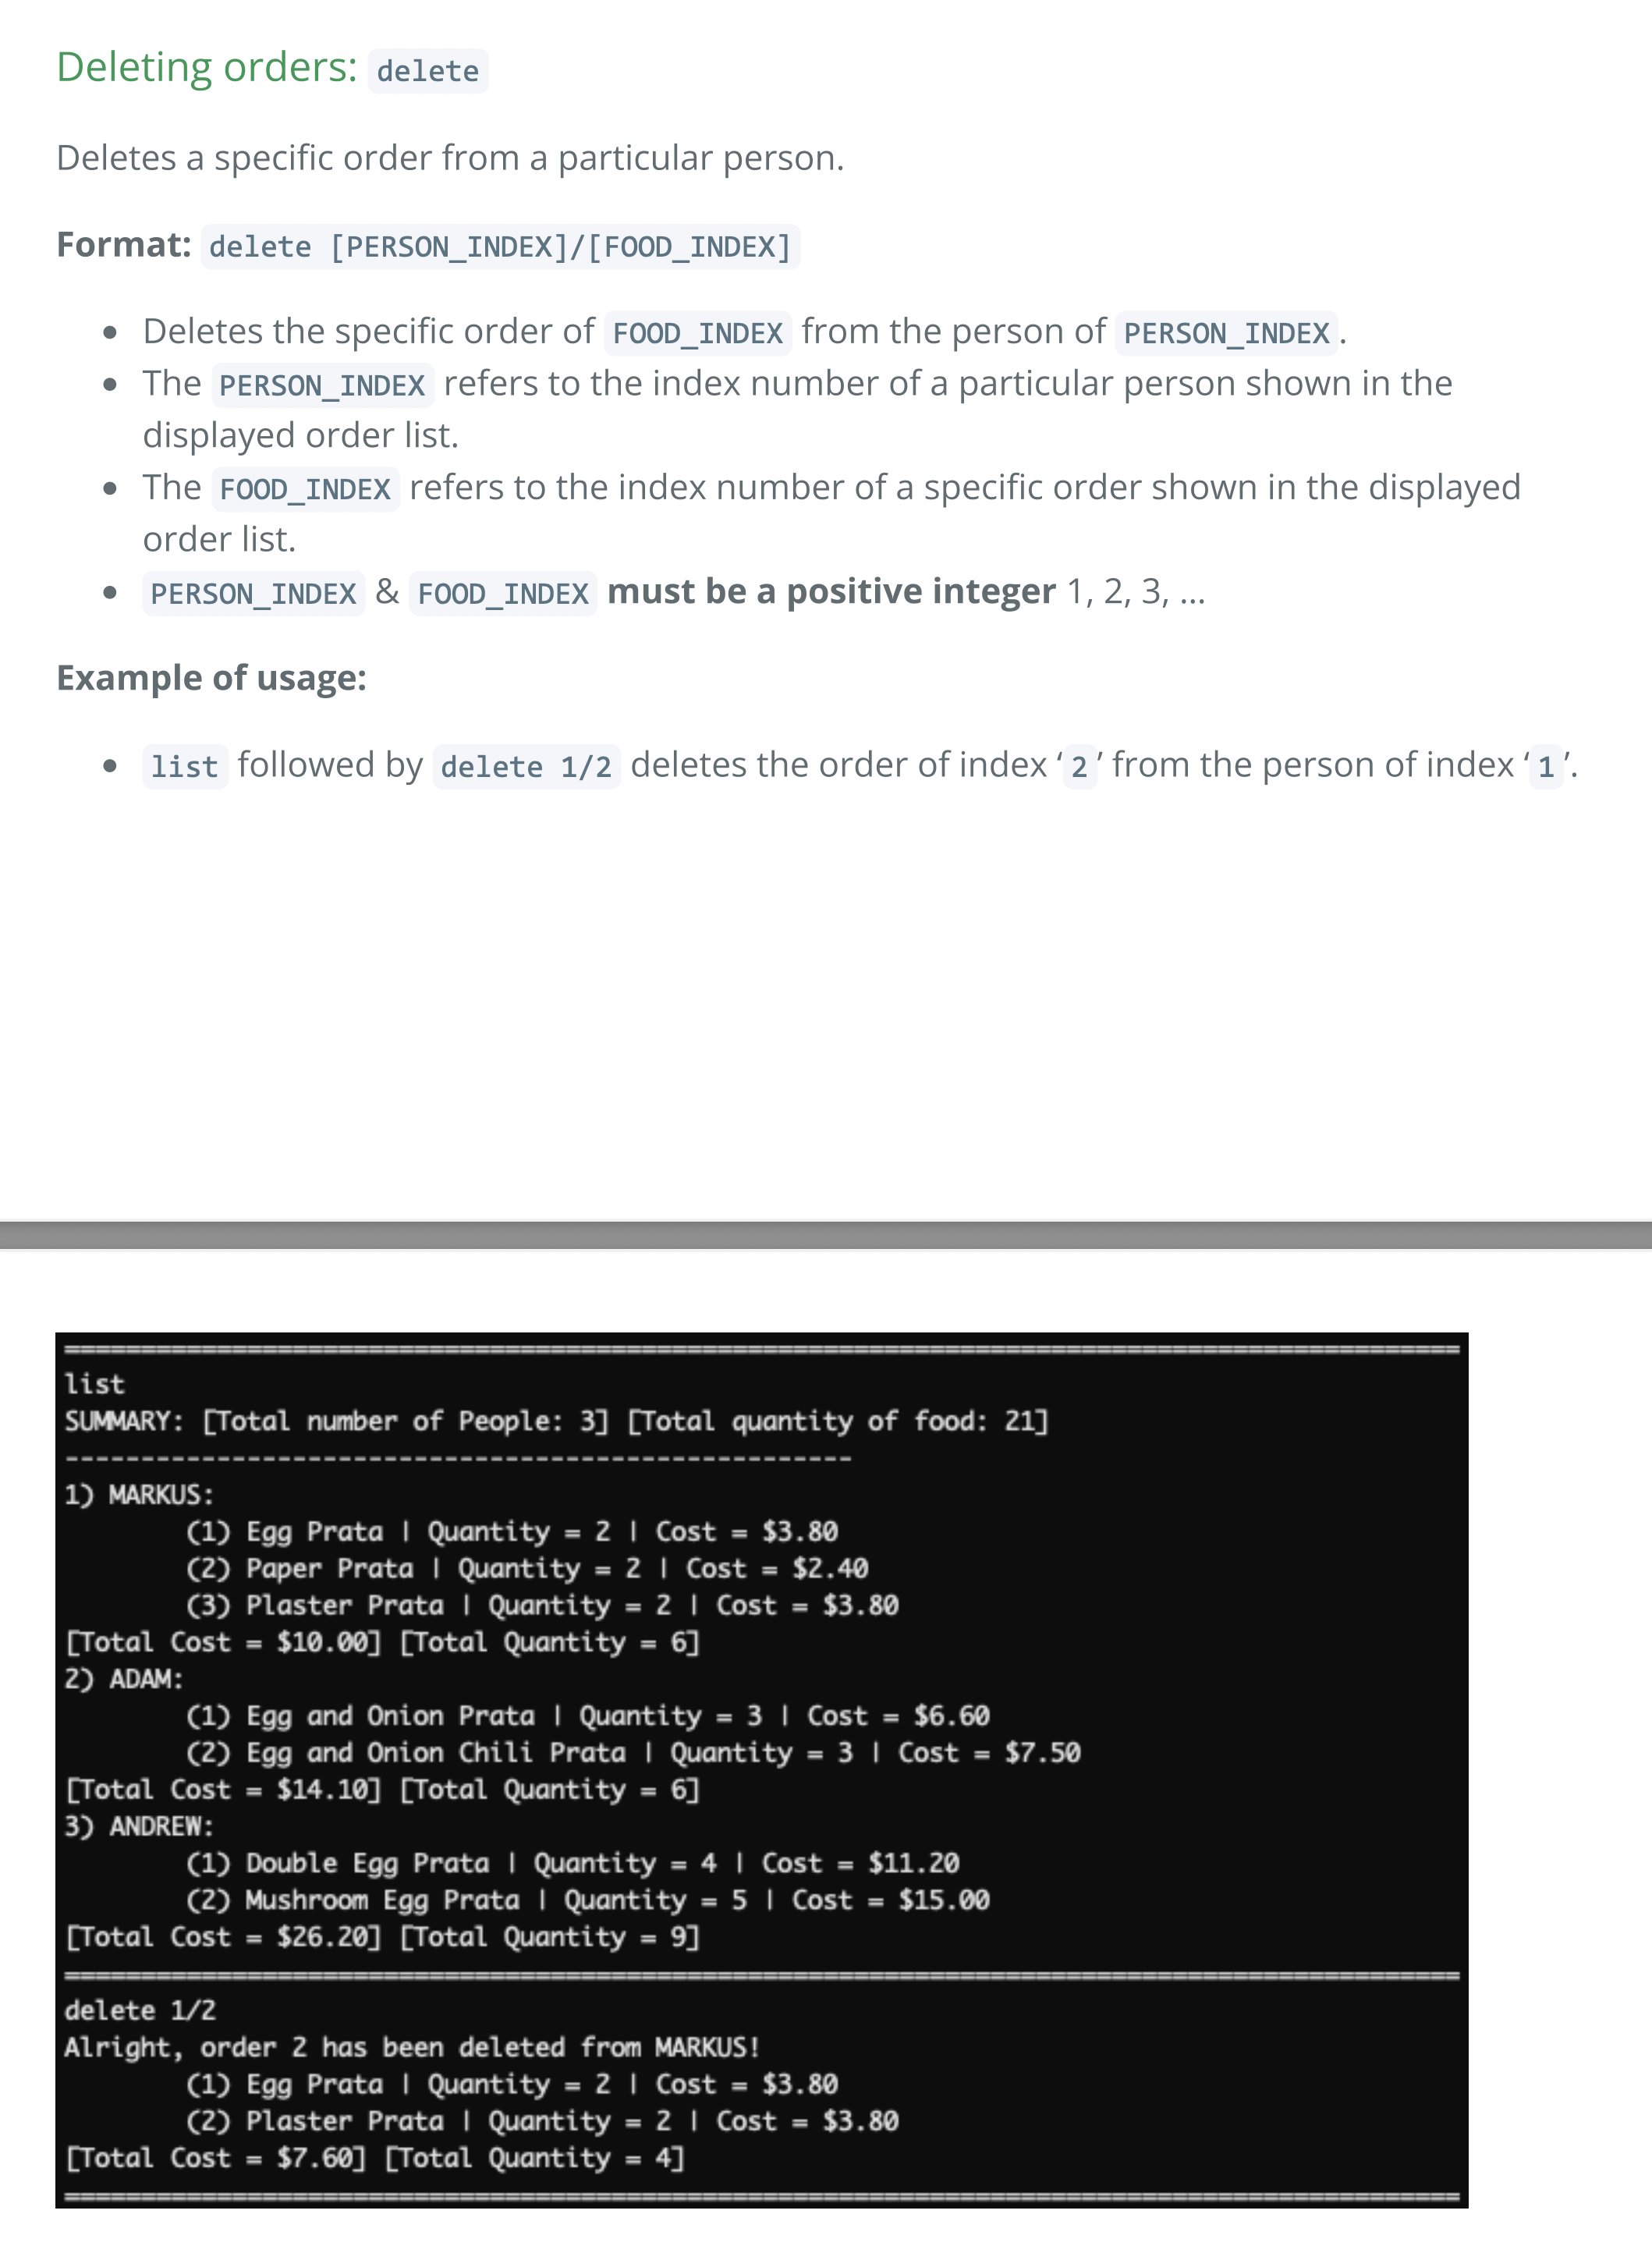 Deleting orders: delete
Deletes a specific order from a particular person.
Format: delete [PERSON_INDEX]/[FOOD_INDEX]
• Deletes the specific order of FOOD_INDEX from the person of PERSON_INDEX.
• The PERSON_INDEX refers to the index number of a particular person shown in the
displayed order list.
• The FOOD_INDEX refers to the index number of a specific order shown in the displayed
order list.
• PERSON_INDEX & FOOD_INDEX must be a positive integer 1, 2, 3, …
Example of usage:
• list followed by delete 1/2 deletes the order of index ‘2’ from the person of index ‘1’.
list
SUMMARY: [Total number of People: 3] [Total quantity of food: 21]
----------------------------------------------------
1) MARKUS:
(1) Egg Prata | Quantity = 2 | Cost = $3.80
(2) Paper Prata | Quantity = 2 | Cost = $2.40
(3) Plaster Prata | Quantity = 2 | Cost = $3.80
[Total Cost = $10.00] [Total Quantity = 6]
2) ADAM:
(1) Egg and Onion Prata | Quantity = 3 | Cost = $6.60
(2) Egg and Onion Chili Prata | Quantity = 3 | Cost = $7.50
[Total Cost = $14.10] [Total Quantity = 6]
3) ANDREW:
(1) Double Egg Prata | Quantity = 4 | Cost = $11.20
(2) Mushroom Egg Prata | Quantity = 5 | Cost = $15.00
[Total Cost = $26.20] [Total Quantity = 9]
delete 1/2
Alright, order 2 has been deleted from MARKUS!
(1) Egg Prata | Quantity = 2 | Cost = $3.80
(2) Plaster Prata | Quantity = 2 | Cost = $3.80
[Total Cost = $7.60] [Total Quantity = 4]